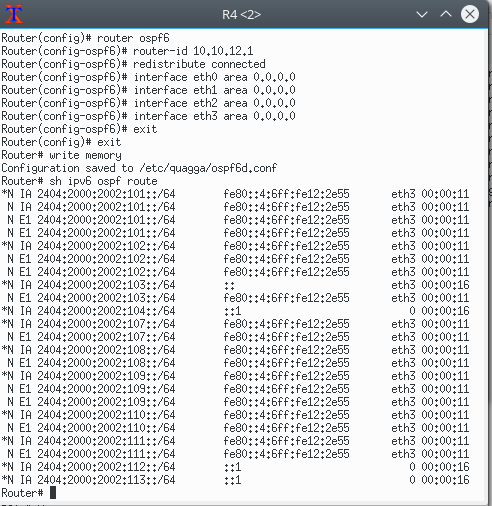 R4 <2>
Router(config)# router ospf6
Router(config-ospf6)# router-id 10.10.12.1
Router(config-ospf6)# redistribute connected
Router(config-ospf6)# interface eth0 area 0.0.0.0
Router(config-ospf6)# interface eth1 area 0.0.0.0
Router(config-ospf6)# interface eth2 area 0.0.0.0
Router(config-ospf6)# interface eth3 area 0.0.0.0
Router(config-ospf6)# exit
Router(config)# exit
Router# write memory
Configuration saved to /etc/quagga/ospf6d.conf
Router# sh ipv6 ospf route
*N IA 2404:2000:2002:101::/64 fe80::4:6ff:fe12:2e55 eth3 00:00:11
N E1 2404:2000:2002:101::/64 fe80::4:6ff:fe12:2e55 eth3 00:00:11
N E1 2404:2000:2002:101::/64 fe80::4:6ff:fe12:2e55 eth3 00:00:11
*N IA 2404:2000:2002:102::/64 fe80::4:6ff:fe12:2e55 eth3 00:00:11
N E1 2404:2000:2002:102::/64 fe80::4:6ff:fe12:2e55 eth3 00:00:11
N E1 2404:2000:2002:102::/64 fe80::4:6ff:fe12:2e55 eth3 00:00:11
*N IA 2404:2000:2002:103::/64 :: eth3 00:00:16
N E1 2404:2000:2002:103::/64 fe80::4:6ff:fe12:2e55 eth3 00:00:11
*N IA 2404:2000:2002:104::/64 ::1 0 00:00:16
*N IA 2404:2000:2002:107::/64 fe80::4:6ff:fe12:2e55 eth3 00:00:11
N E1 2404:2000:2002:107::/64 fe80::4:6ff:fe12:2e55 eth3 00:00:11
*N IA 2404:2000:2002:108::/64 fe80::4:6ff:fe12:2e55 eth3 00:00:11
N E1 2404:2000:2002:108::/64 fe80::4:6ff:fe12:2e55 eth3 00:00:11
*N IA 2404:2000:2002:109::/64 fe80::4:6ff:fe12:2e55 eth3 00:00:11
N E1 2404:2000:2002:109::/64 fe80::4:6ff:fe12:2e55 eth3 00:00:11
N E1 2404:2000:2002:109::/64 fe80::4:6ff:fe12:2e55 eth3 00:00:11
*N IA 2404:2000:2002:110::/64 fe80::4:6ff:fe12:2e55 eth3 00:00:11
N E1 2404:2000:2002:110::/64 fe80::4:6ff:fe12:2e55 eth3 00:00:11
*N IA 2404:2000:2002:111::/64 fe80::4:6ff:fe12:2e55 eth3 00:00:11
N E1 2404:2000:2002:111::/64 fe80::4:6ff:fe12:2e55 eth3 00:00:11
*N IA 2404:2000:2002:112::/64 ::1 0 00:00:16
*N IA 2404:2000:2002:113::/64 ::1 0 00:00:16
Router#